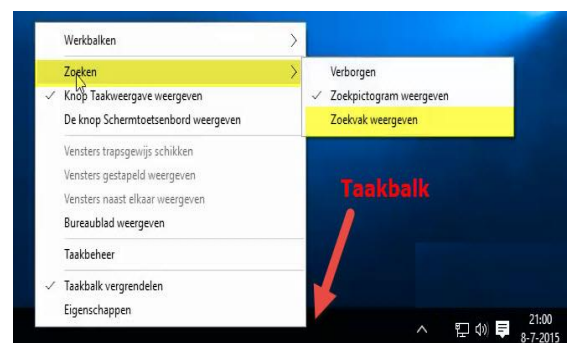 Werkbalken
Zoeken
Knop Taakweergave weergeven
De knop Schermtoetsenbord weergeven
Vensters trapsgewijs schikken
Vensters gestapeld weergeven
Vensters naast elkaar weergeven
Bureaublad weergeven
Taakbeheer
Taakbalk vergrendelen
Eigenschappen
Verborgen
Zoekpictogram weergeven
Zoekvak weergeven
Taakbalk
21:00
8-7-2015